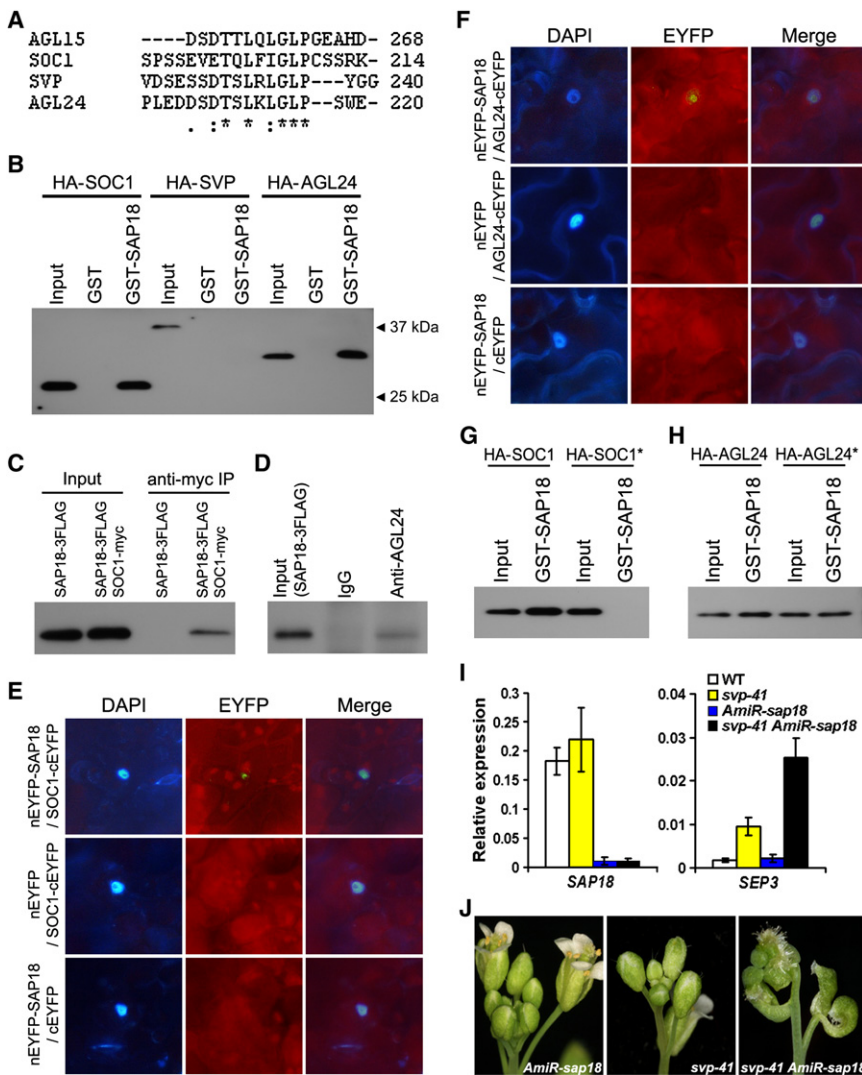 A
AGL15 ----DSDTTLQLGLPGEAHD- 268
SOC1 SPSSEVETQLFIGLPCSSRK- 214
SVP VDSESSDTSLRLGLP---YGG 240
AGL24 PLEDDSDTSLKLGLP---SWE- 220
. :* * :***
B
HA-SOC1 HA-SVP HA-AGL24
Input GST GST-SAP18 Input GST GST-SAP18 Input GST GST-SAP18
37 kDa
25 kDa
C
Input anti-myc IP
SAP18-3FLAG
SAP18-3FLAG
SOC1-myc
SAP18-3FLAG
SAP18-3FLAG
SOC1-myc
D
Input
(SAP18-3FLAG)
IgG
Anti-AGL24
E
DAPI EYFP Merge
nEYFP-SAP18
/ SOC1-cEYFP
nEYFP
/ SOC1-cEYFP
nEYFP-SAP18
/ cEYFP
F
DAPI EYFP Merge
nEYFP-SAP18
/ AGL24-cEYFP
nEYFP
/ AGL24-cEYFP
nEYFP-SAP18
/ cEYFP
G
HA-SOC1 HA-SOC1*
Input GST-SAP18 Input GST-SAP18
H
HA-AGL24 HA-AGL24*
Input GST-SAP18 Input GST-SAP18
I
WT
svp-41
AmiR-sap18
svp-41 AmiR-sap18
Relative expression
0.3
0.25
0.2
0.15
0.1
0.05
0
SAP18
0.04
0.03
0.02
0.01
0
SEP3
J
AmiR-sap18 svp-41 svp-41 AmiR-sap18